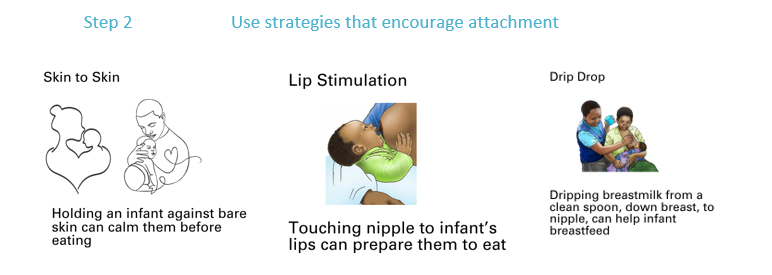 Step 2
Use strategies that encourage attachment
Skin to Skin
Holding an infant against bare
skin can calm them before
eating
Lip Stimulation
Touching nipple to infant’s
lips can prepare them to eat
Drip Drop
Dripping breastmilk from a
clean spoon, down breast, to
nipple, can help infant
breastfeed